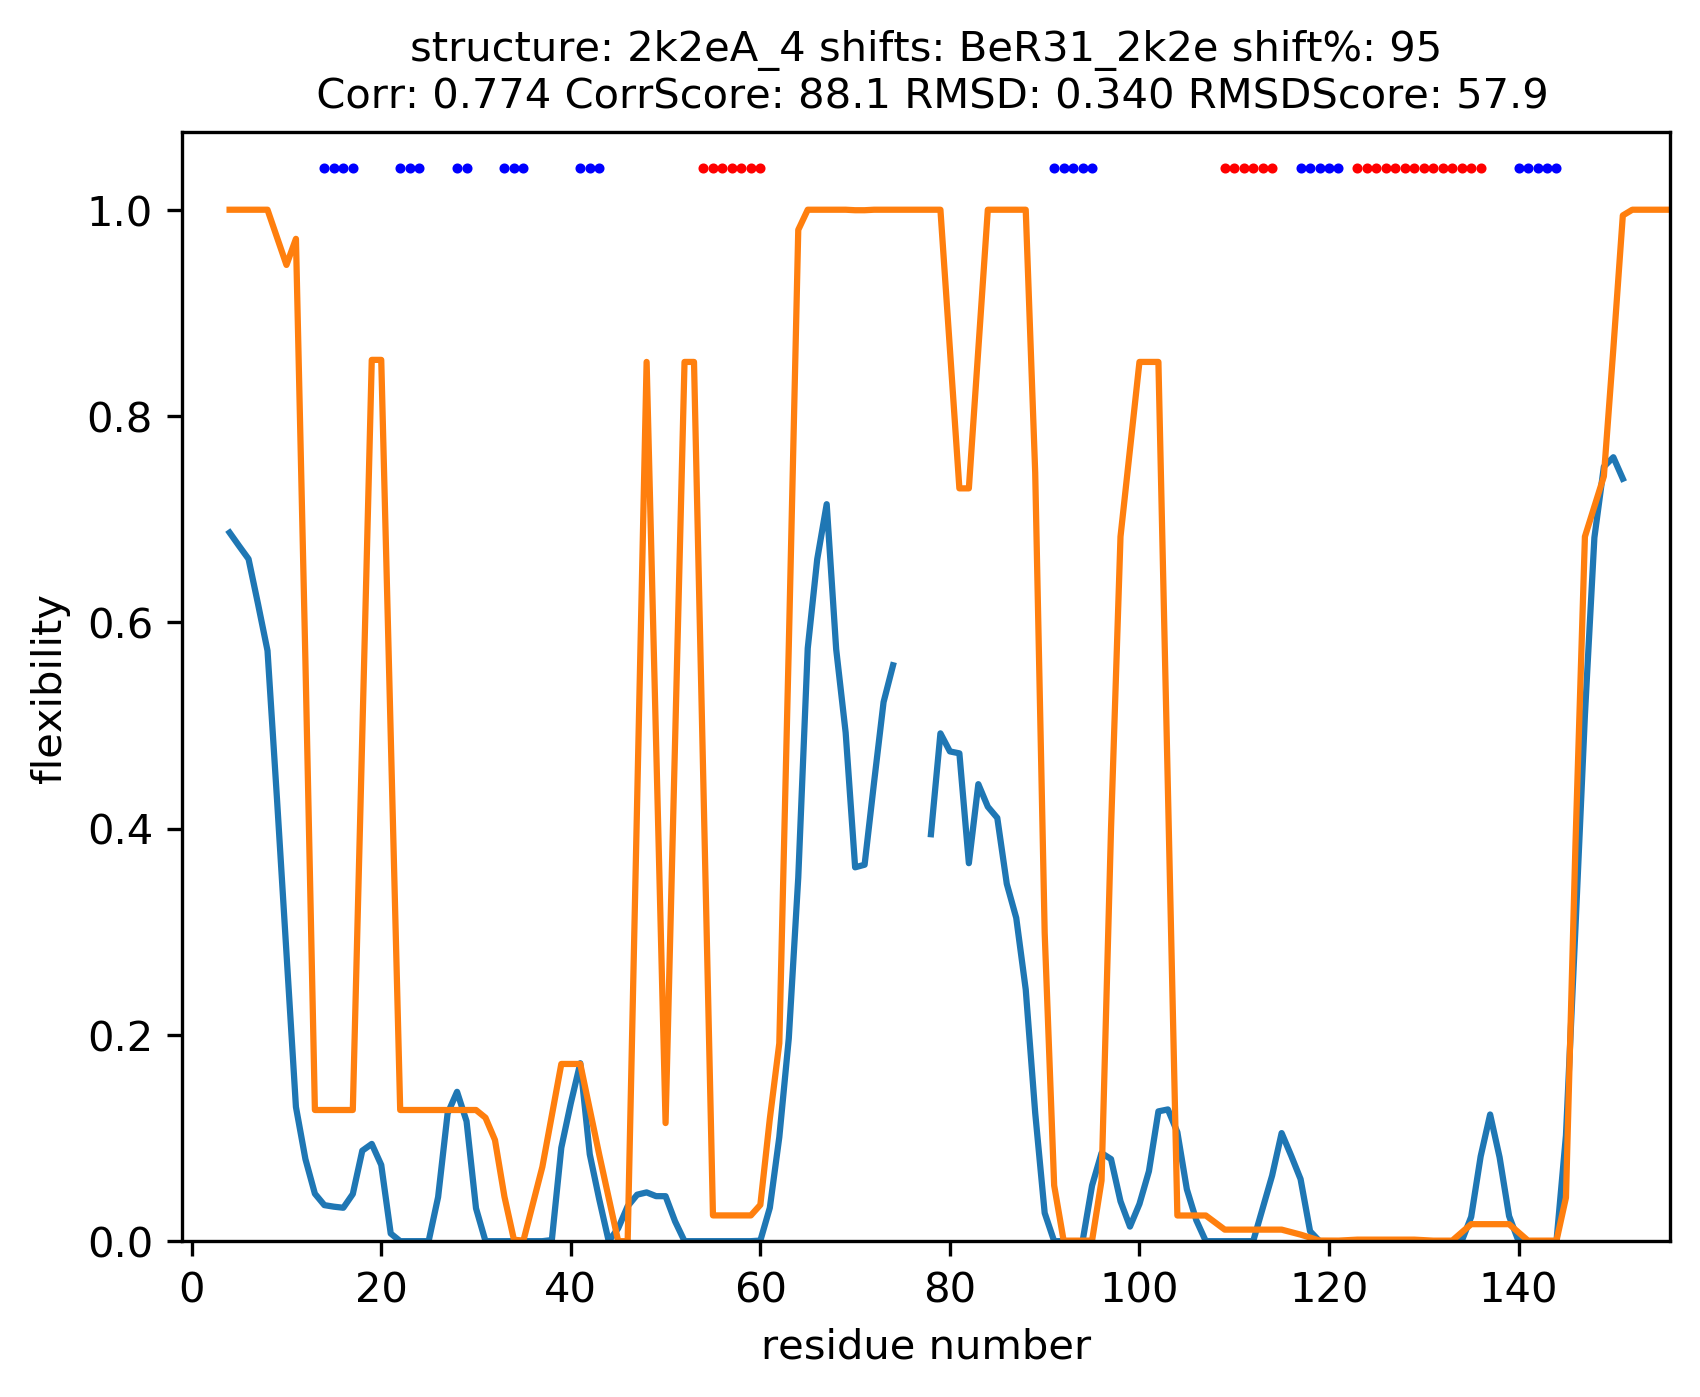 structure: 2k2eA_4 shifts: BeR31_2k2e shift%: 95
Corr: 0.774 CorrScore: 88.1 RMSD: 0.340 RMSDScore: 57.9
1.0
0.8
0.6
0.4
0.2
0.0
flexibility
0 20 40 60 80 100 120 140
residue number